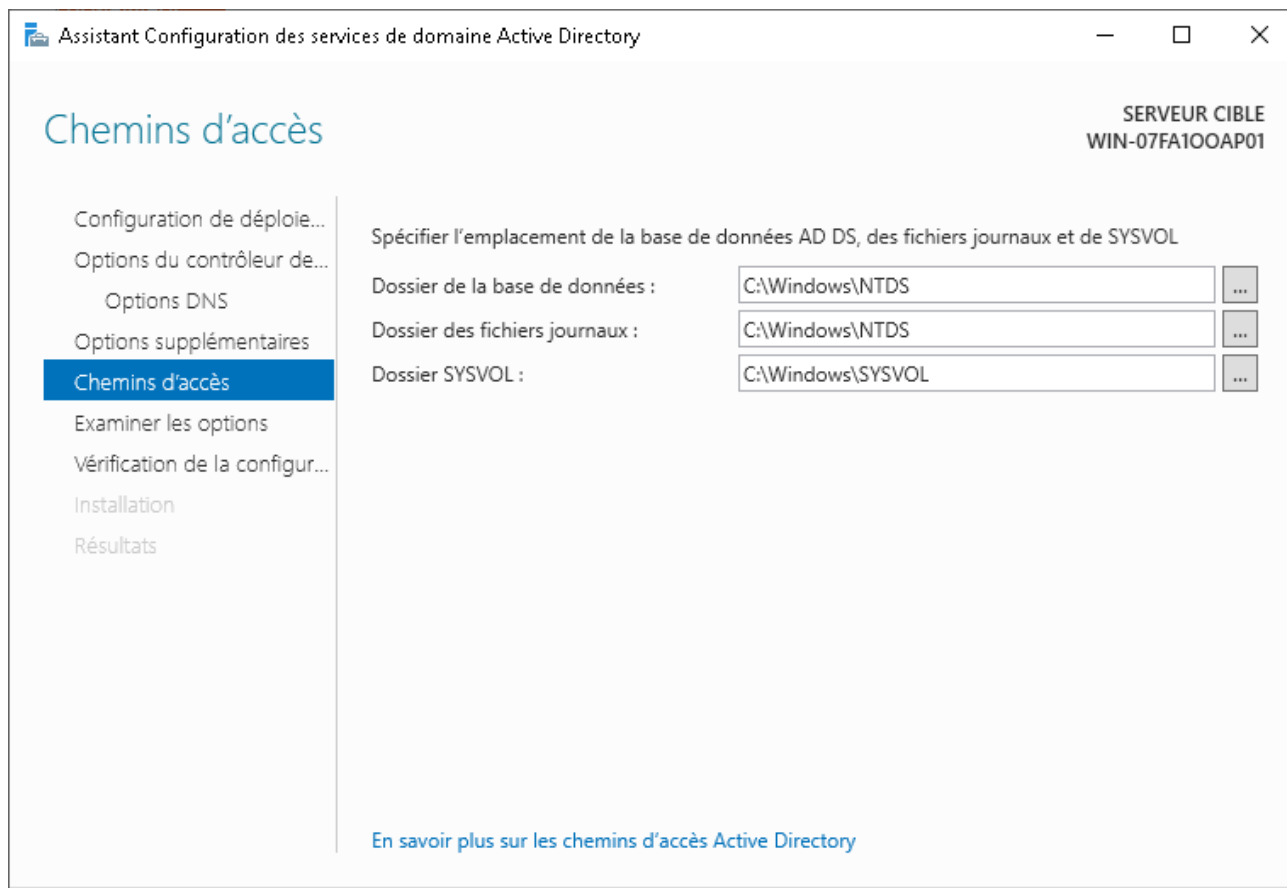 Assistant Configuration des services de domaine Active Directory
Chemins d'accès
SERVEUR CIBLE
WIN-07FA1OOAP01
Configuration de déploie...
Options du contrôleur de...
Options DNS
Options supplémentaires
Chemins d'accès
Examiner les options
Vérification de la configur...
Installation
Résultats
Spécifier l'emplacement de la base de données AD DS, des fichiers journaux et de SYSVOL
Dossier de la base de données : C:\Windows\NTDS ...
Dossier des fichiers journaux : C:\Windows\NTDS ...
Dossier SYSVOL : C:\Windows\SYSVOL ...
En savoir plus sur les chemins d'accès Active Directory